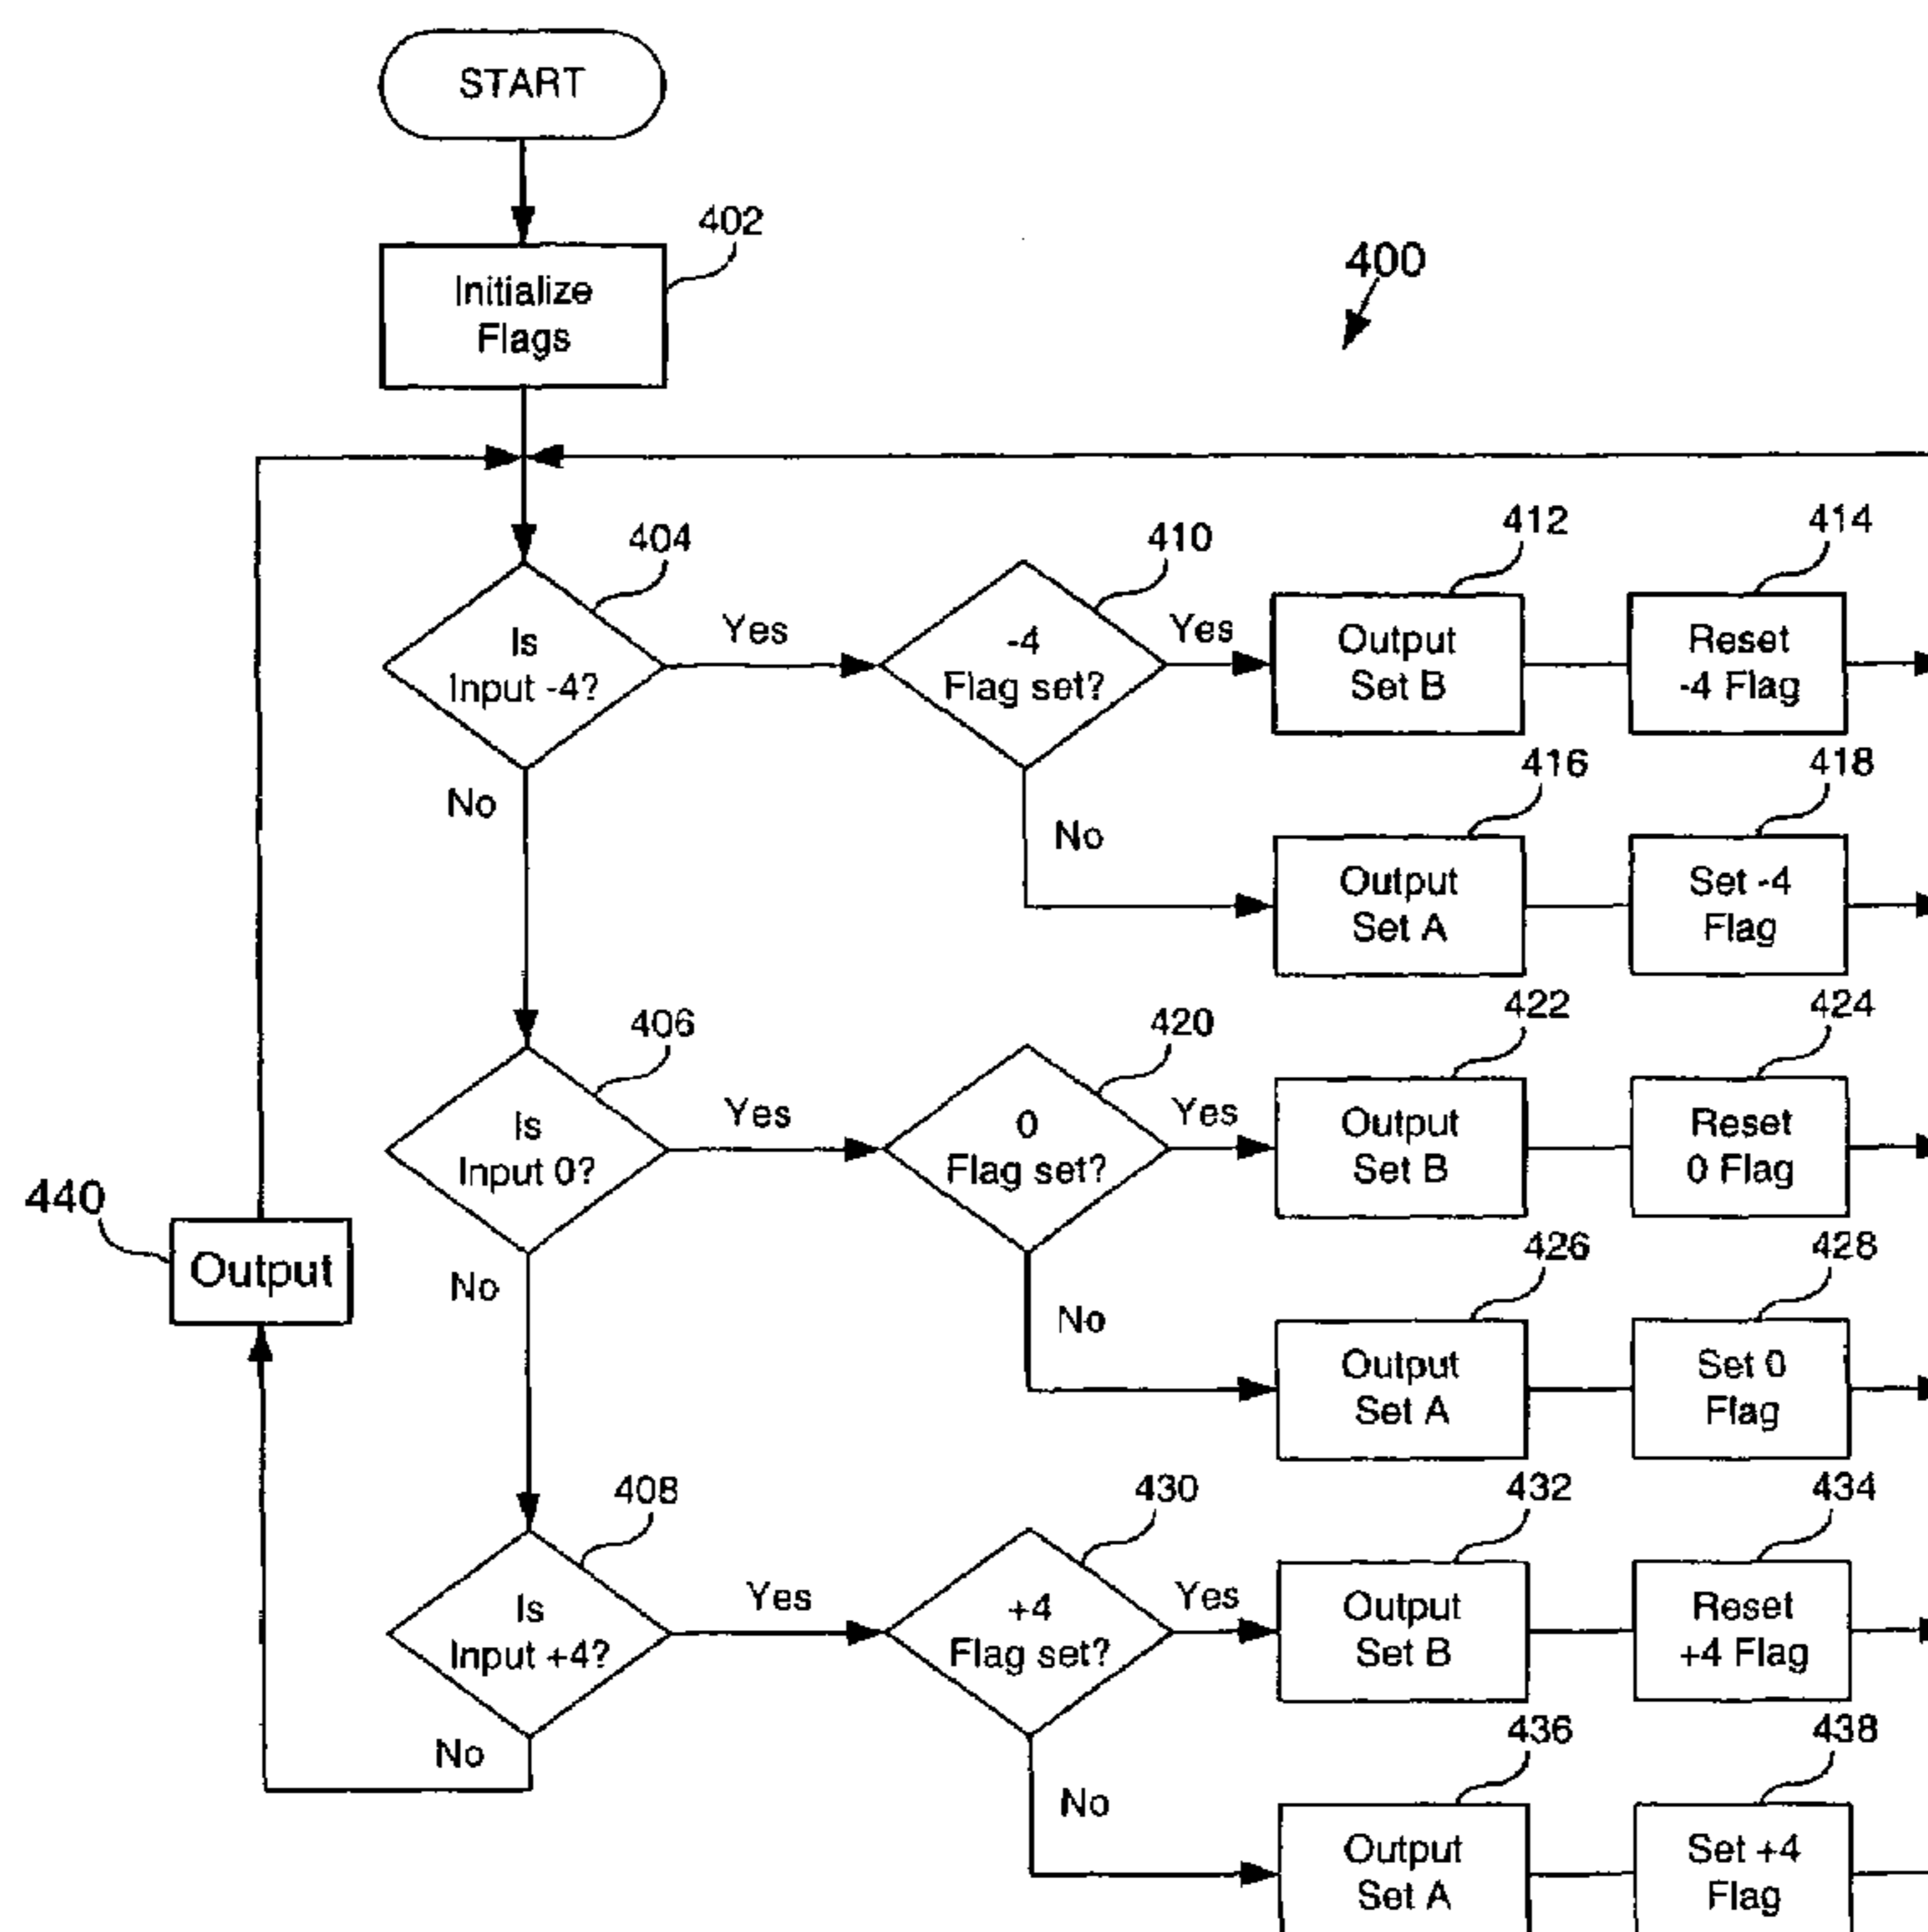 START
402
Initialize
Flags
400
404
410
412
414
Is
Input -4?
Yes
-4
Flag set?
Yes
Output
Set B
Reset
-4 Flag
No
416
418
No
Output
Set A
Set -4
Flag
406
420
422
424
Is
Input 0?
Yes
0
Flag set?
Yes
Output
Set B
Reset
0 Flag
440
Output
No
426
428
No
Output
Set A
Set 0
Flag
408
430
432
434
Is
Input +4?
Yes
+4
Flag set?
Yes
Output
Set B
Reset
+4 Flag
No
436
438
No
Output
Set A
Set +4
Flag